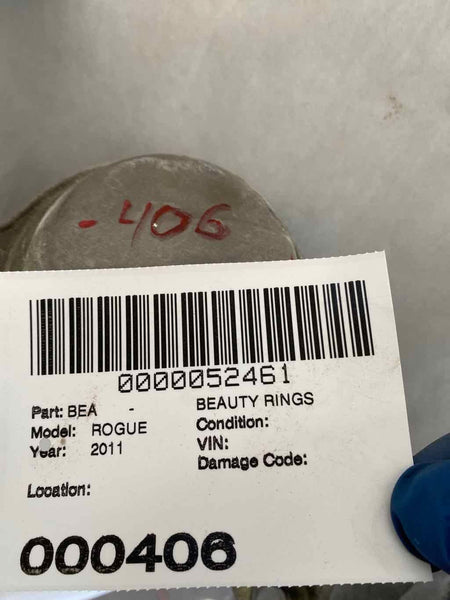 -406
0000052461
Part: BEA - BEAUTY RINGS
Model: ROGUE Condition:
Year: 2011 VIN:
Damage Code:
Location:
000406